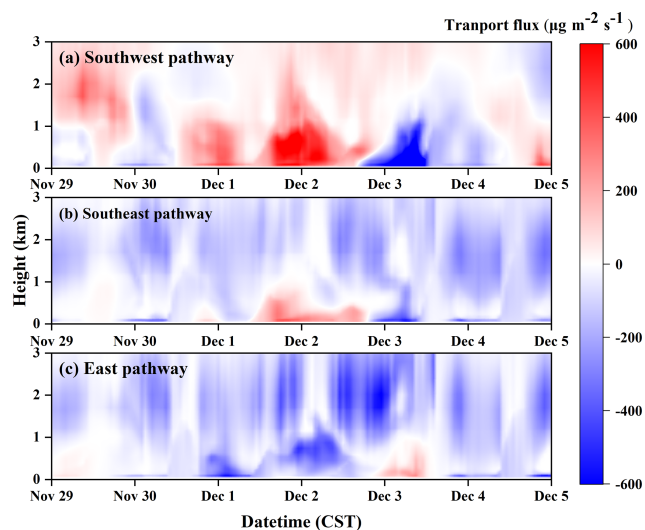 Tranport flux (μg m-2 s-1)
(a) Southwest pathway
3
2
1
0
Nov 29 Nov 30 Dec 1 Dec 2 Dec 3 Dec 4 Dec 5
(b) Southeast pathway
3
2
1
0
Nov 29 Nov 30 Dec 1 Dec 2 Dec 3 Dec 4 Dec 5
(c) East pathway
3
2
1
0
Nov 29 Nov 30 Dec 1 Dec 2 Dec 3 Dec 4 Dec 5
Height (km)
Datetime (CST)
600
400
200
0
-200
-400
-600